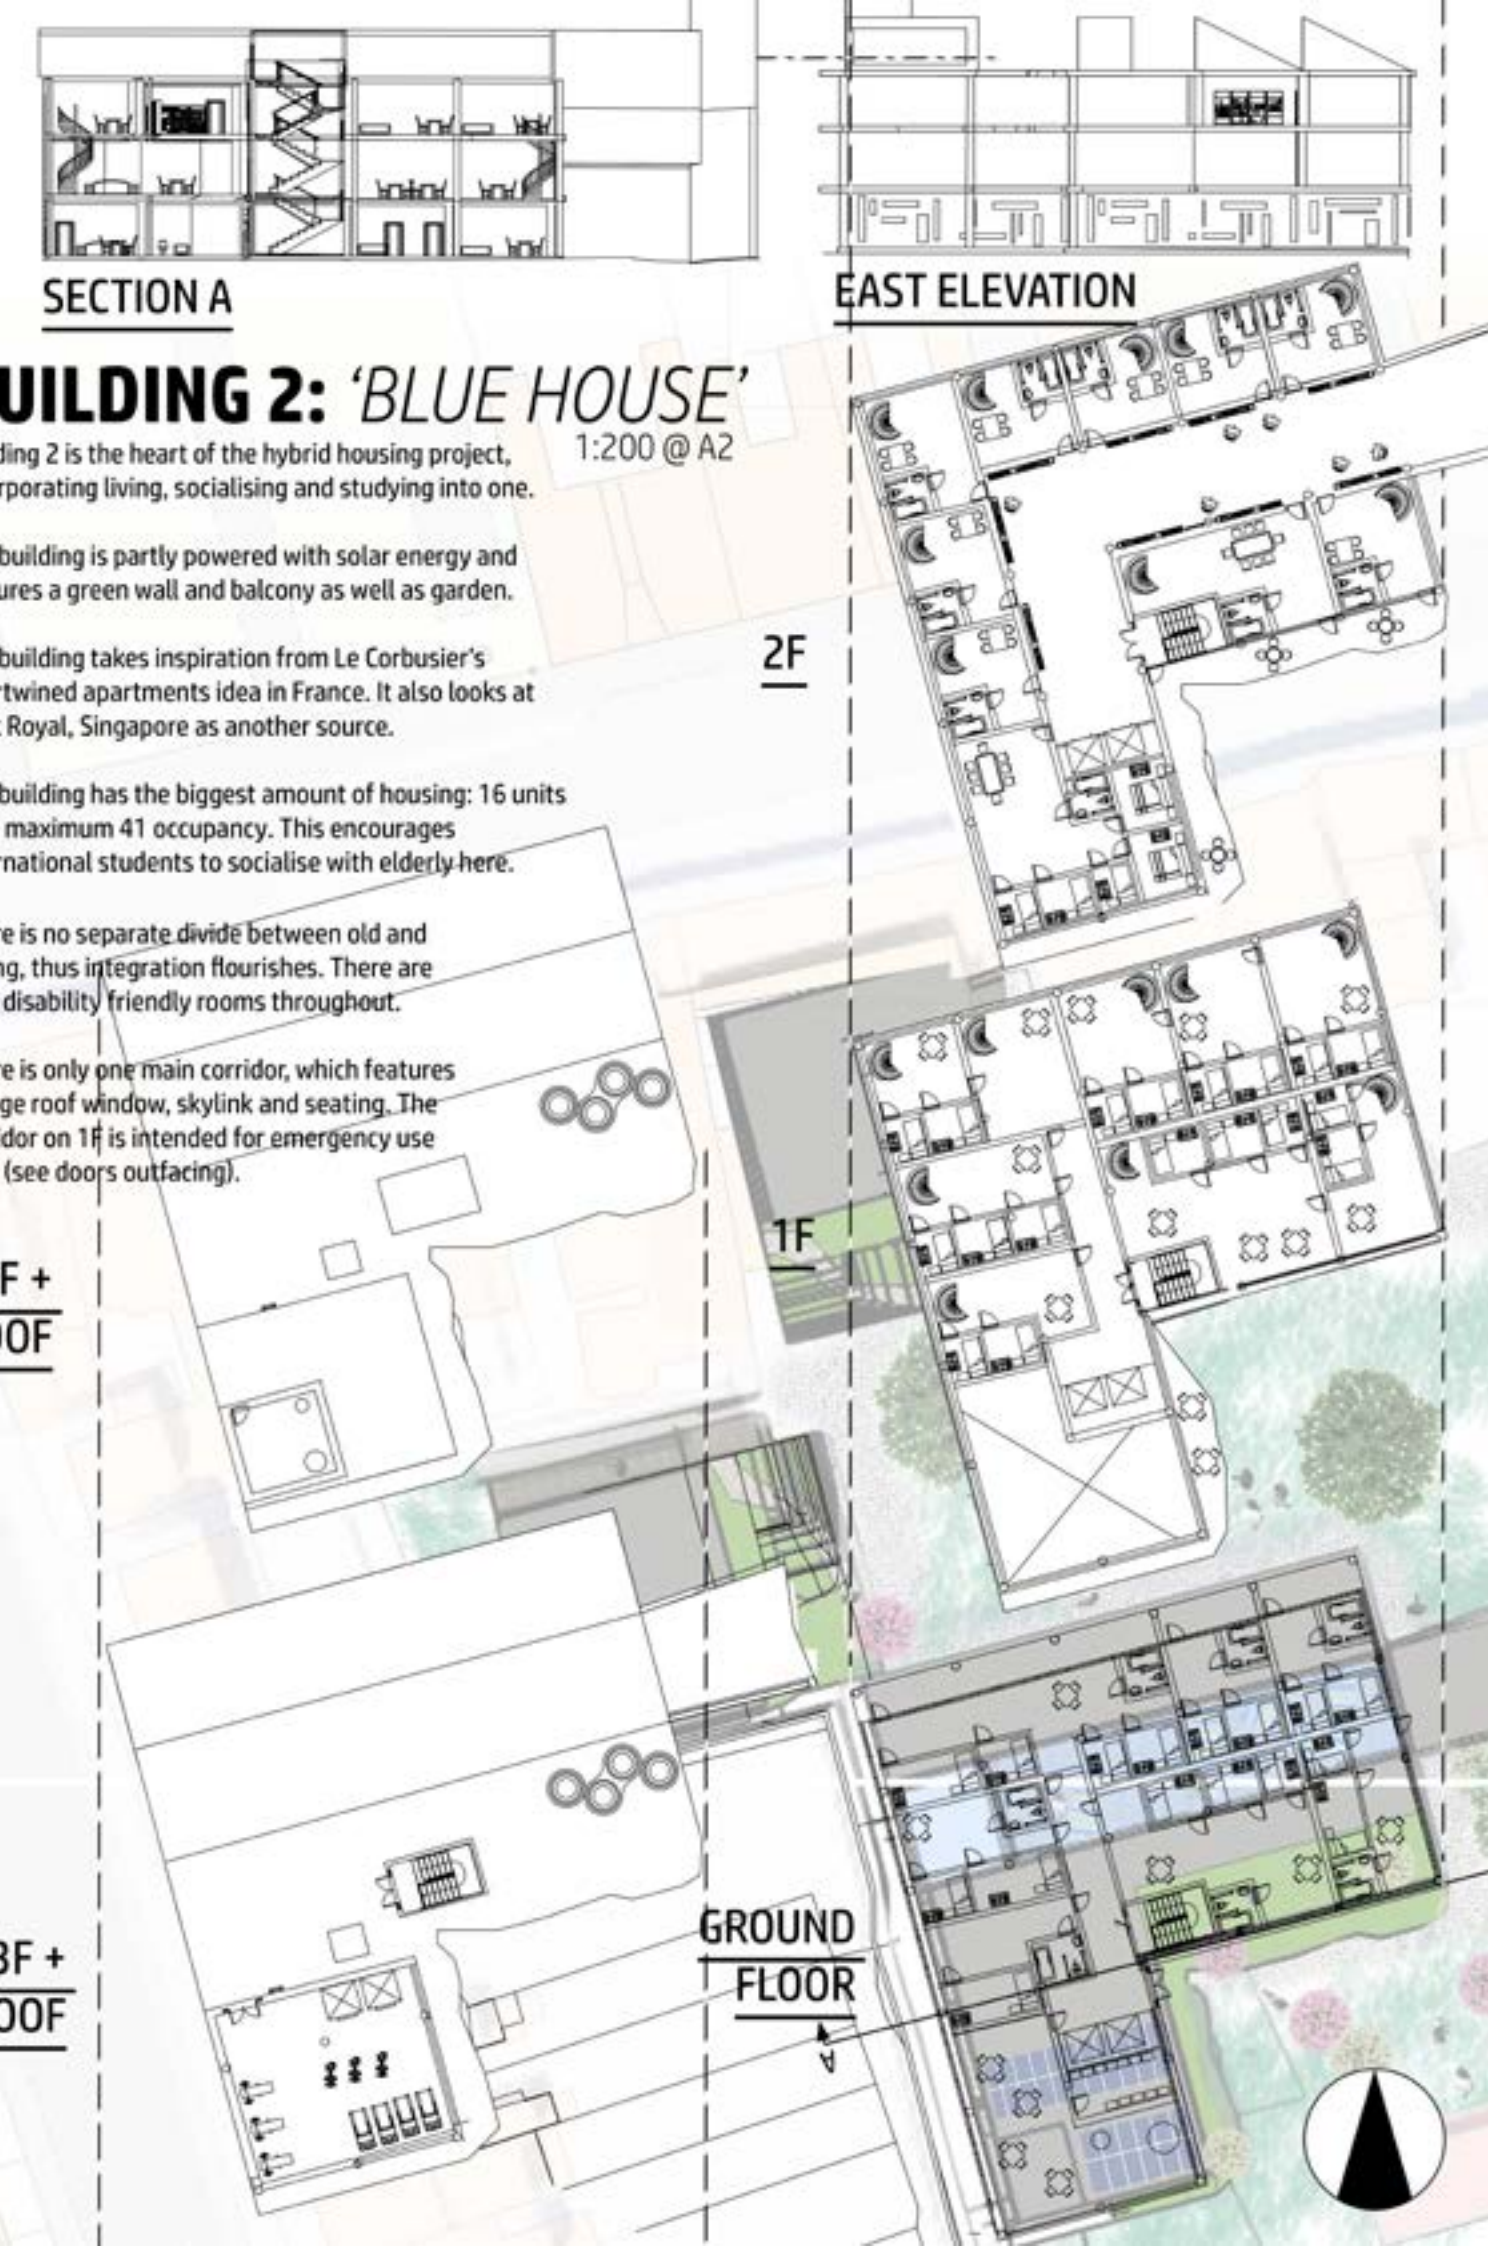 SECTION A
EAST ELEVATION
UILDING 2: ‘BLUE HOUSE’
1:200 @ A2
ding 2 is the heart of the hybrid housing project,
rporating living, socialising and studying into one.
building is partly powered with solar energy and
ures a green wall and balcony as well as garden.
building takes inspiration from Le Corbusier's
rtwined apartments idea in France. It also looks at
Royal, Singapore as another source.
building has the biggest amount of housing: 16 units
maximum 41 occupancy. This encourages
rnational students to socialise with elderly here.
re is no separate divide between old and
ng, thus integration flourishes. There are
disability friendly rooms throughout.
re is only one main corridor, which features
ge roof window, skylink and seating. The
idor on 1F is intended for emergency use
(see doors outfacing).
2F
1F
F +
OOF
GROUND
FLOOR
A
3F +
OOF